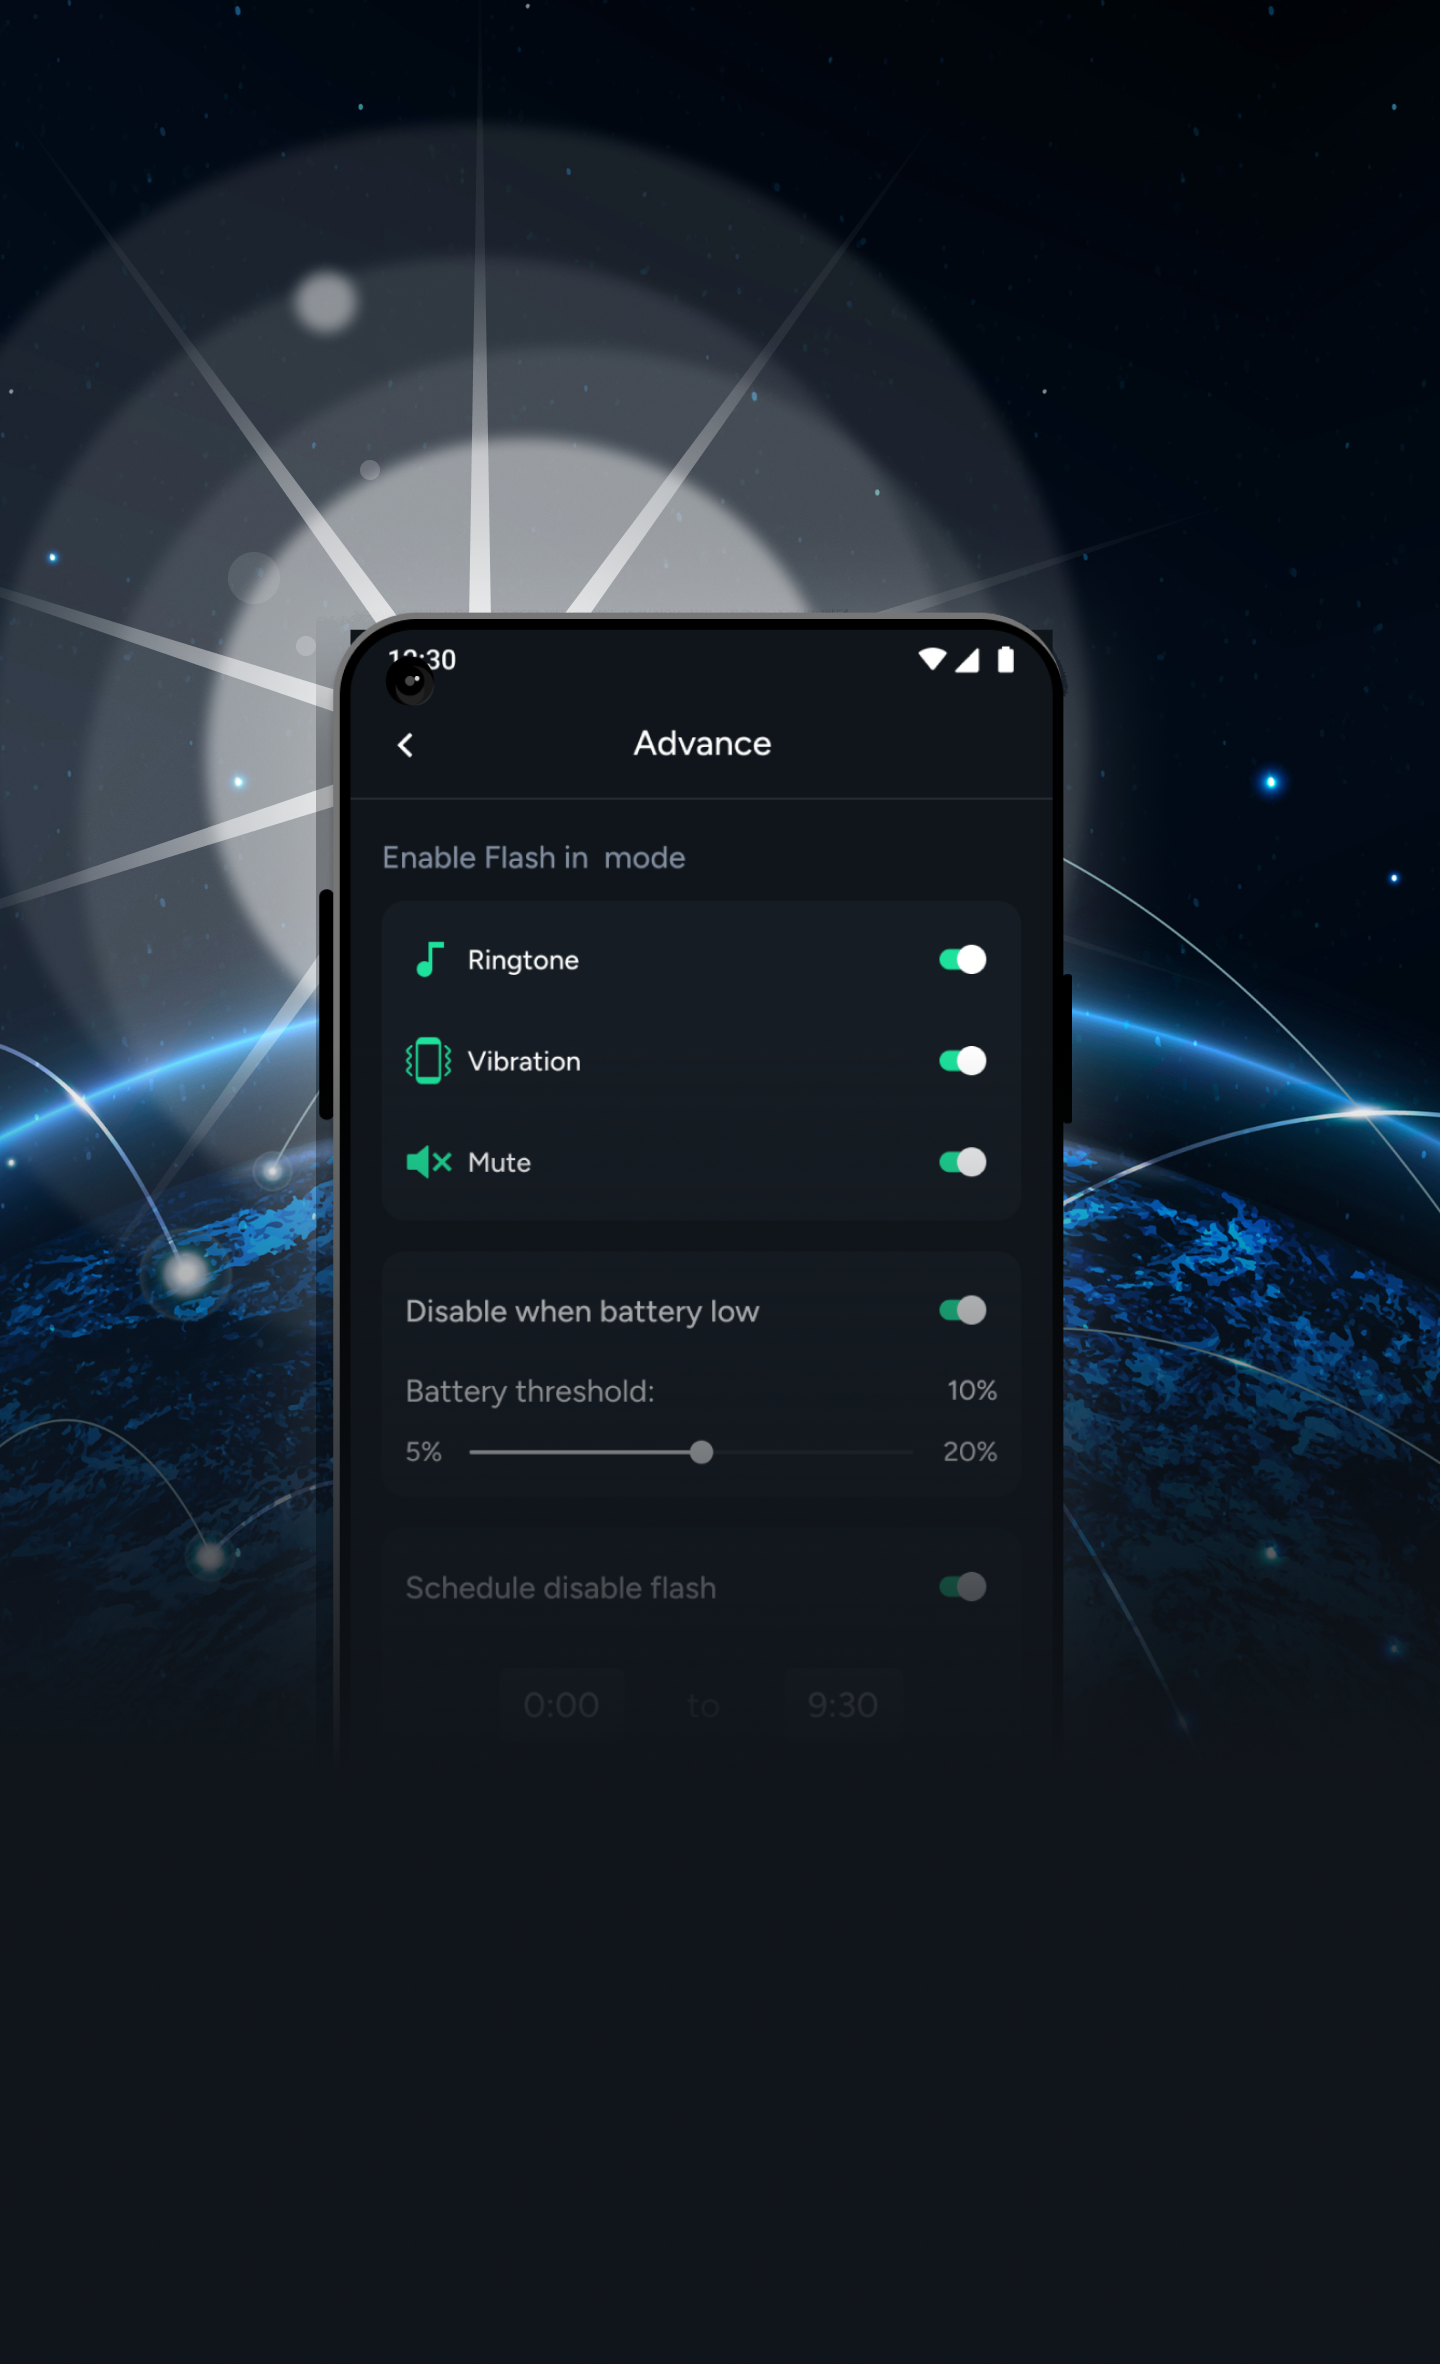 12:30
Advance
Enable Flash in mode
Ringtone
Vibration
Mute
Disable when battery low
Battery threshold: 10%
5% 20%
Schedule disable flash
0:00 to 9:30